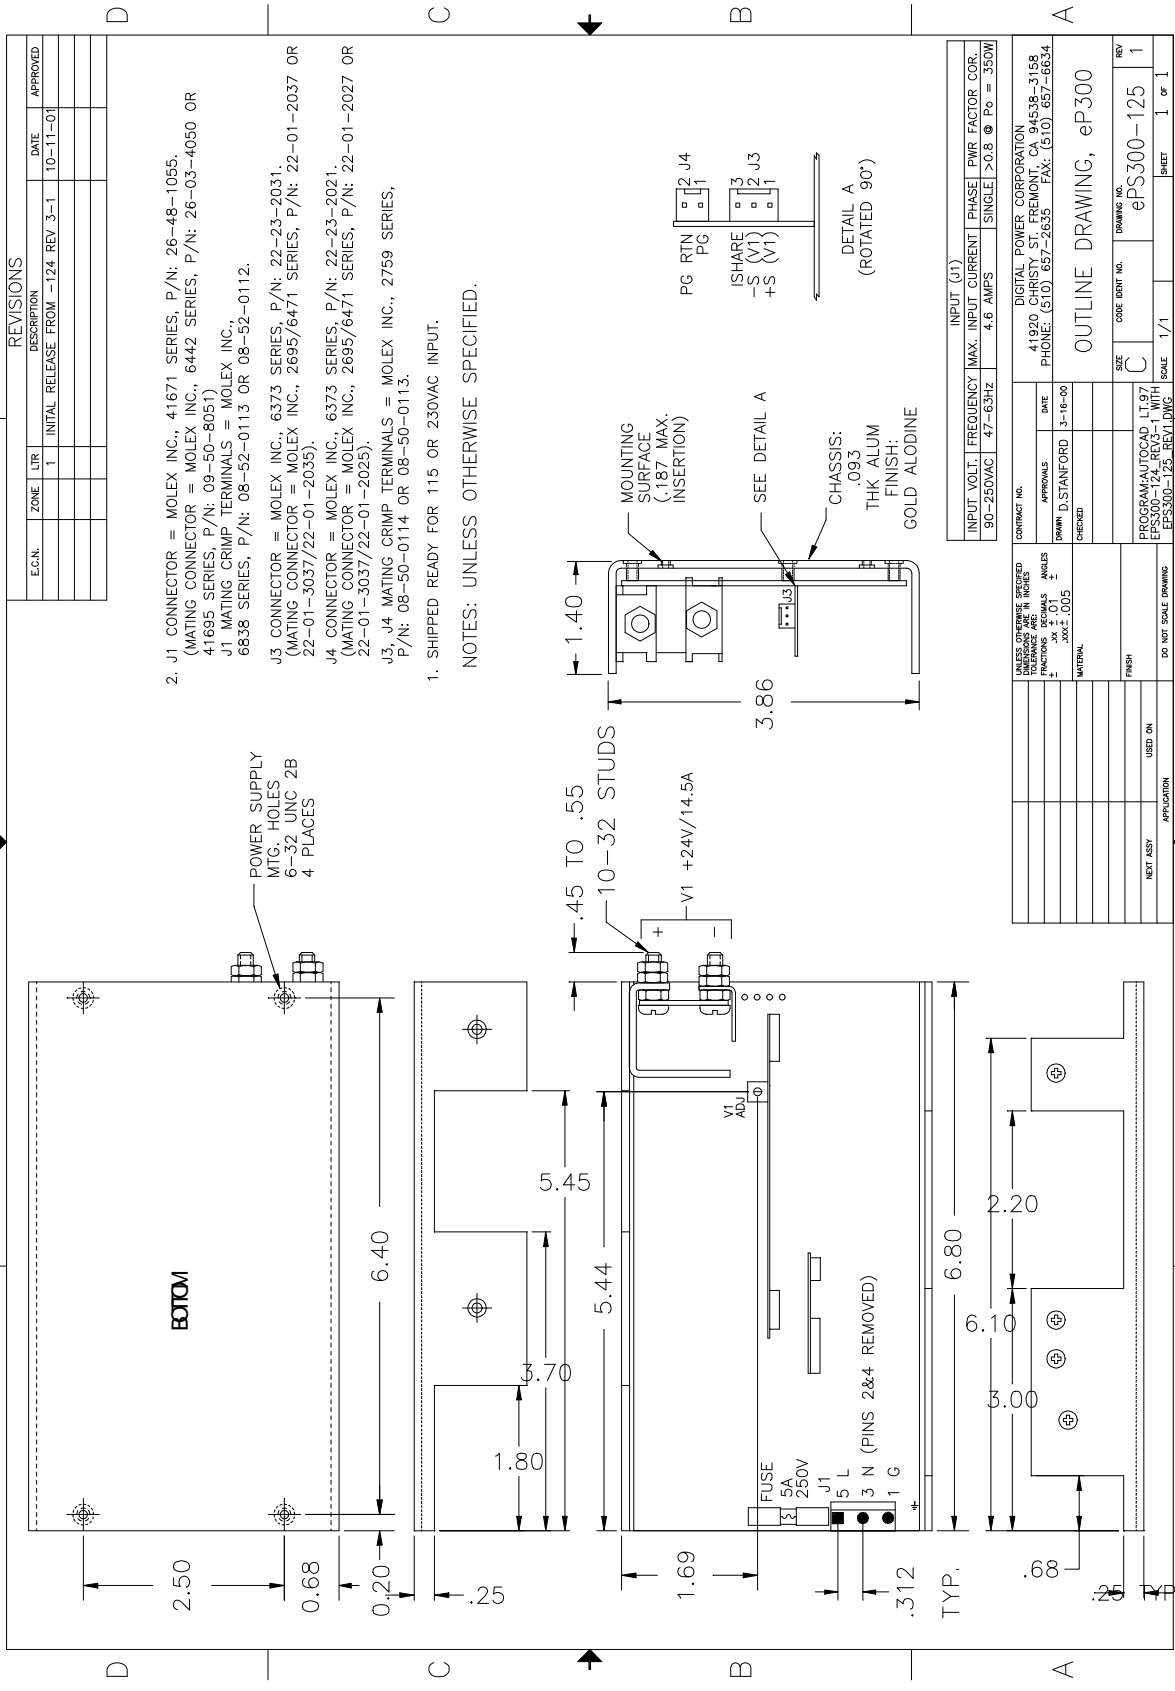 REVISIONS
E.C.N.
ZONE
LTR
DESCRIPTION
DATE
APPROVED
1
INITAL RELEASE FROM -124 REV 3-1
10-11-01
D
C
B
A
2. J1 CONNECTOR = MOLEX INC., 41671 SERIES, P/N: 26-48-1055.
(MATING CONNECTOR = MOLEX INC., 6442 SERIES, P/N: 26-03-4050 OR
41695 SERIES, P/N: 09-50-8051)
J1 MATING CRIMP TERMINALS = MOLEX INC.,
6838 SERIES, P/N: 08-52-0113 OR 08-52-0112.
J3 CONNECTOR = MOLEX INC., 6373 SERIES, P/N: 22-23-2031.
(MATING CONNECTOR = MOLEX INC., 2695/6471 SERIES, P/N: 22-01-2037 OR
22-01-3037/22-01-2035).
J4 CONNECTOR = MOLEX INC., 6373 SERIES, P/N: 22-23-2021.
(MATING CONNECTOR = MOLEX INC., 2695/6471 SERIES, P/N: 22-01-2027 OR
22-01-3037/22-01-2025).
J3, J4 MATING CRIMP TERMINALS = MOLEX INC., 2759 SERIES,
P/N: 08-50-0114 OR 08-50-0113.
1. SHIPPED READY FOR 115 OR 230VAC INPUT.
NOTES: UNLESS OTHERWISE SPECIFIED.
POWER SUPPLY
MTG. HOLES
6-32 UNC 2B
4 PLACES
BOTTOM
2.50
0.68
0.20
6.40
.25
1.80
3.70
5.45
.45 TO .55
10-32 STUDS
V1 +24V/14.5A
+
-
5.44
V1
ADJ
1.69
FUSE
5A
250V
J1
5 L
3 N (PINS 2&4 REMOVED)
1 G
.312
TYP.
6.80
6.10
2.20
3.00
.68
.25 TYP
1.40
3.86
J3
MOUNTING
SURFACE
(.187 MAX.
INSERTION)
SEE DETAIL A
CHASSIS:
.093
THK ALUM
FINISH:
GOLD ALODINE
PG RTN
PG
2 J4
1
ISHARE
-S (V1)
+S (V1)
3
2 J3
1
DETAIL A
(ROTATED 90°)
INPUT (J1)
INPUT VOLT.
FREQUENCY
MAX. INPUT CURRENT
PHASE
PWR FACTOR COR.
90-250VAC
47-63Hz
4.6 AMPS
SINGLE
>0.8 @ Po = 350W
NEXT ASSY
USED ON
APPLICATION
UNLESS OTHERWISE SPECIFIED
DIMENSIONS ARE IN INCHES
TOLERANCE ARE:
FRACTIONS DECIMALS ANGLES
± .XX ± .01 ±
.XXX ± .005
MATERIAL
FINISH
DO NOT SCALE DRAWING
CONTRACT NO.
APPROVALS
DATE
DRAWN D.STANFORD
3-16-00
CHECKED
PROGRAM:AUTOCAD LT.97
EPS300-124_REV3-1 WITH
EPS300-125_REV1.DWG
DIGITAL POWER CORPORATION
41920 CHRISTY ST. FREMONT, CA 94538-3158
PHONE: (510) 657-2635 FAX: (510) 657-6634
OUTLINE DRAWING, eP300
SIZE
C
CODE IDENT NO.
DRAWING NO.
ePS300-125
REV
1
SCALE 1/1
SHEET 1 OF 1
D
C
B
A